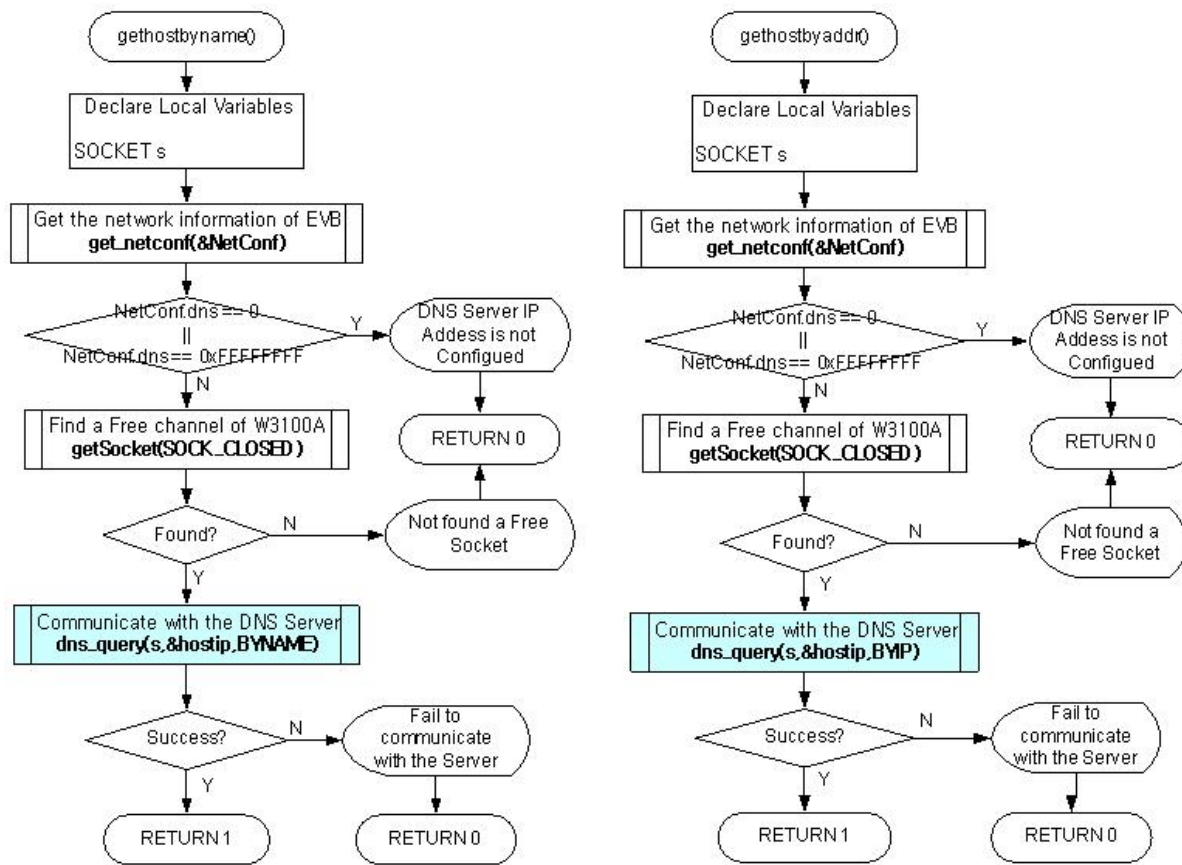 gethostbyname()
Declare Local Variables
SOCKET s
Get the network information of EVB
get_netconf(&NetConf)
NetConf.dns == 0
||
NetConf.dns== 0xFFFFFFFF
Y
DNS Server IP
Addess is not
Configued
N
RETURN 0
Find a Free channel of W3100A
getSocket(SOCK_CLOSED)
Found?
N
Not found a Free
Socket
Y
Communicate with the DNS Server
dns_query(s,&hostip,BYNAME)
Success?
N
Fail to
communicate
with the Server
Y
RETURN 1
RETURN 0
gethostbyaddr()
Declare Local Variables
SOCKET s
Get the network information of EVB
get_netconf(&NetConf)
NetConf.dns == 0
||
NetConf.dns== 0xFFFFFFFF
Y
DNS Server IP
Addess is not
Configued
N
RETURN 0
Find a Free channel of W3100A
getSocket(SOCK_CLOSED)
Found?
N
Not found a
Free Socket
Y
Communicate with the DNS Server
dns_query(s,&hostip,BYIP)
Success?
N
Fail to
communicate
with the Server
Y
RETURN 1
RETURN 0